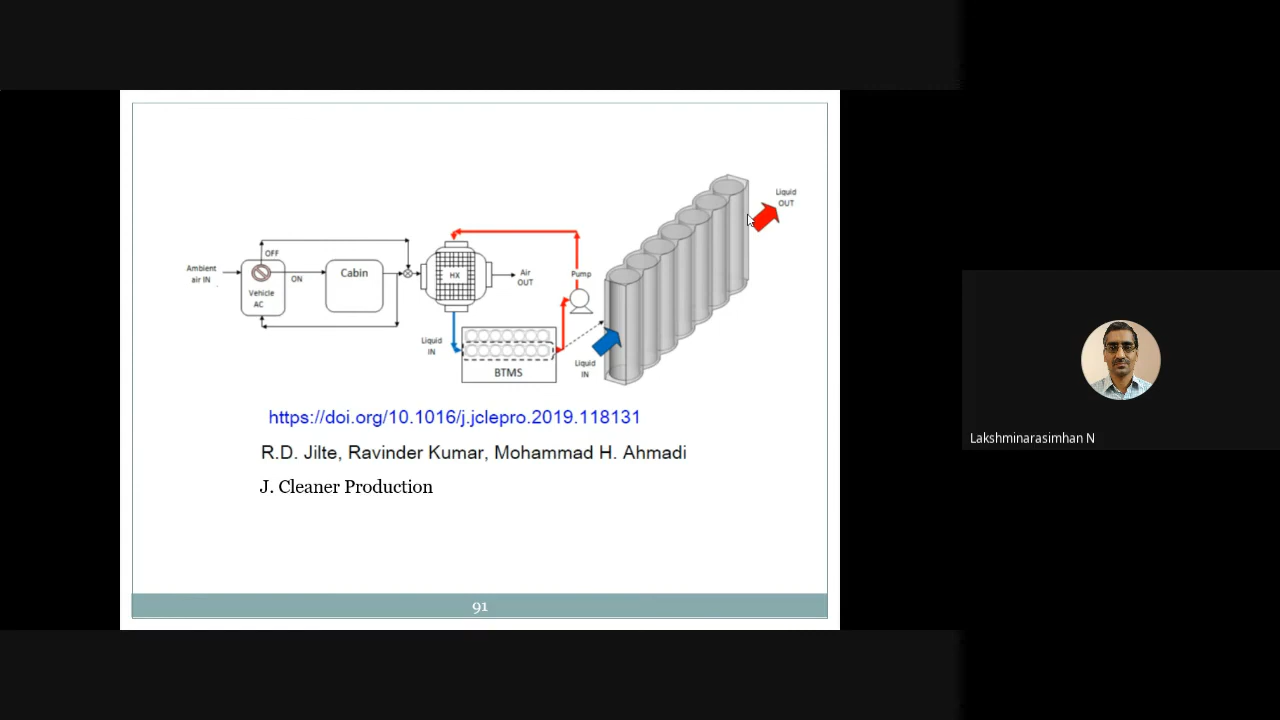 Liquid
OUT
OFF
Ambient
air IN
ON
Cabin
HX
Air
OUT
Pump
Vehicle
AC
Liquid
IN
Liquid
IN
BTMS
https://doi.org/10.1016/j.jclepro.2019.118131
R.D. Jilte, Ravinder Kumar, Mohammad H. Ahmadi
J. Cleaner Production
91
Lakshminarasimhan N